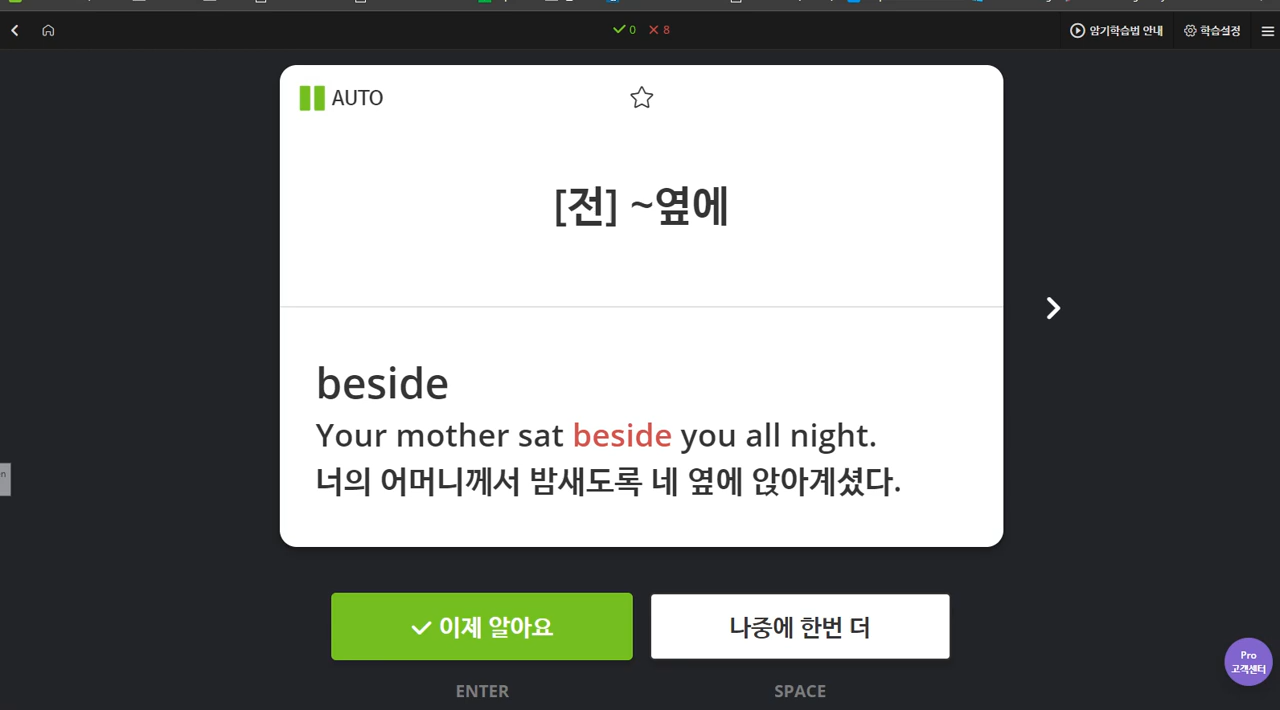 0 8
암기학습법 안내
학습설정
AUTO
[전] ~옆에
beside
Your mother sat beside you all night.
너의 어머니께서 밤새도록 네 옆에 앉아계셨다.
이제 알아요
나중에 한번 더
ENTER
SPACE
Pro
고객센터